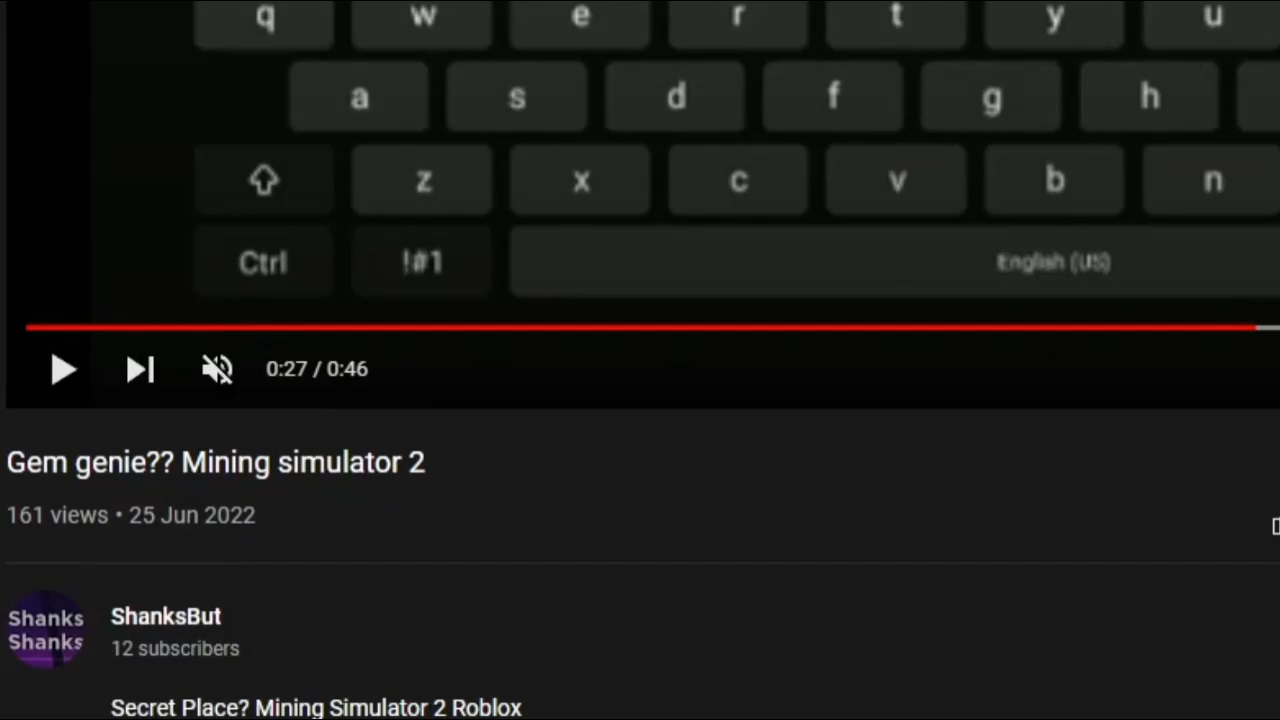 q w e r t y u
a s d f g h
z x c v b n
Ctrl !#1 English (US)
0:27 / 0:46
Gem genie?? Mining simulator 2
161 views • 25 Jun 2022
Shanks
Shanks
ShanksBut
12 subscribers
Secret Place? Mining Simulator 2 Roblox